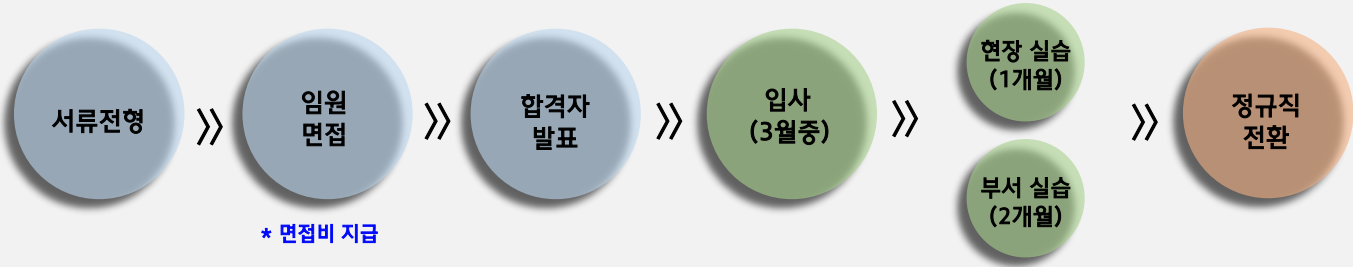 서류전형
임원
면접
* 면접비 지급
합격자
발표
입사
(3월중)
현장 실습
(1개월)
부서 실습
(2개월)
정규직
전환